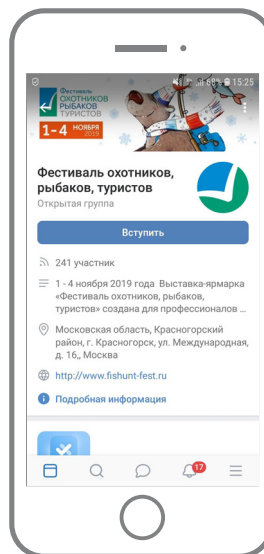 68% 15:25
Фестиваль
ОХОТНИКОВ
РЫБАКОВ
ТУРИСТОВ
1-4 НОЯБРЯ
2019
Фестиваль охотников,
рыбаков, туристов
Открытая группа
Вступить
241 участник
1 - 4 ноября 2019 года Выставка-ярмарка
«Фестиваль охотников, рыбаков,
туристов» создана для профессионалов ...
Московская область, Красногорский
район, г. Красногорск, ул. Международная,
д. 16,, Москва
http://www.fishunt-fest.ru
Подробная информация
17